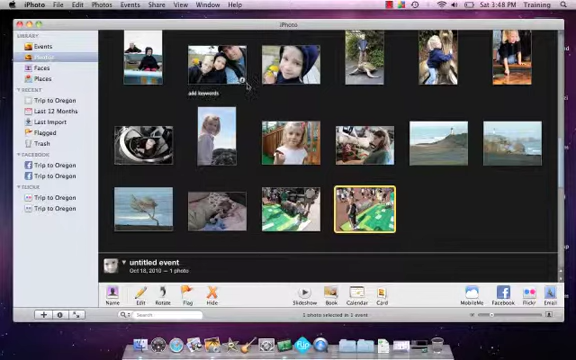 iPhoto File Edit Photos Events Share View Window Help
Sat 3:48 PM Training
iPhoto
LIBRARY
Events
Photos
Faces
Places
RECENT
Trip to Oregon
Last 12 Months
Last Import
Flagged
Trash
FACEBOOK
Trip to Oregon
Trip to Oregon
FLICKR
Trip to Oregon
Trip to Oregon
add keywords
untitled event
Oct 18, 2010 — 1 photo
Name Edit Rotate Flag Hide Slideshow Book Calendar Card MobileMe Facebook Flickr Email
Search
1 photo selected in 1 event